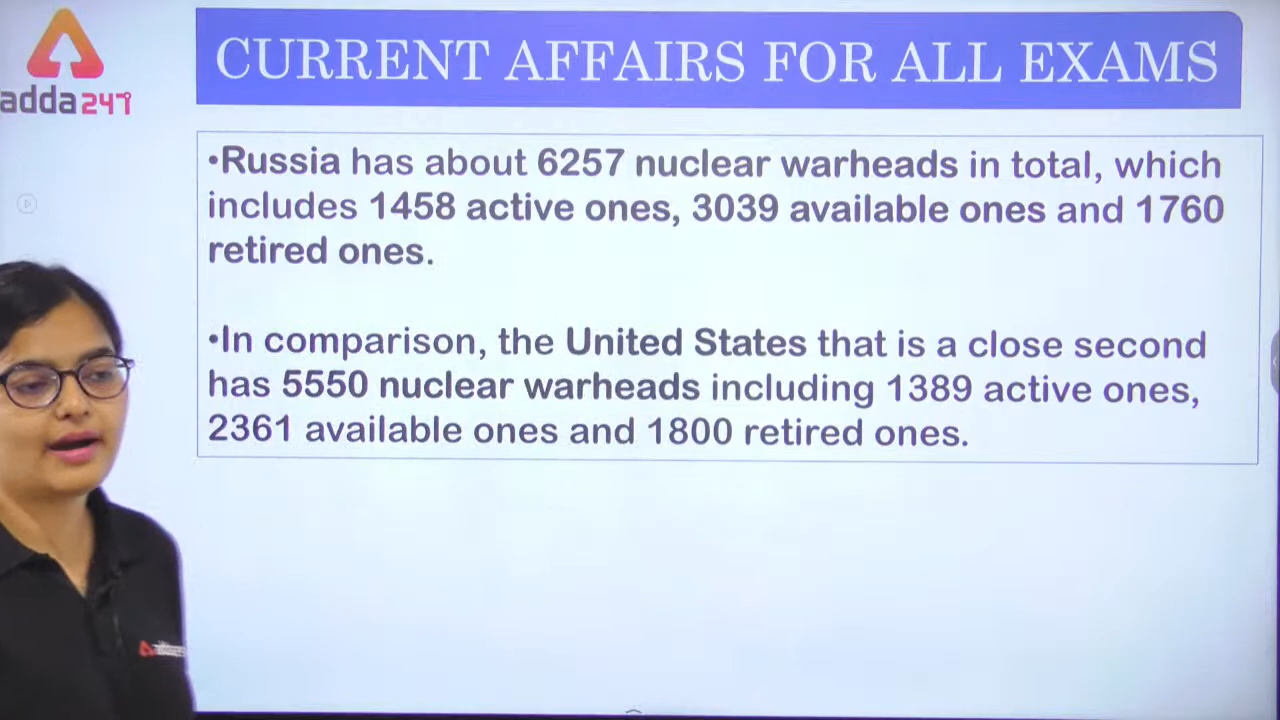 CURRENT AFFAIRS FOR ALL EXAMS
adda247
•Russia has about 6257 nuclear warheads in total, which
includes 1458 active ones, 3039 available ones and 1760
retired ones.
•In comparison, the United States that is a close second
has 5550 nuclear warheads including 1389 active ones,
2361 available ones and 1800 retired ones.